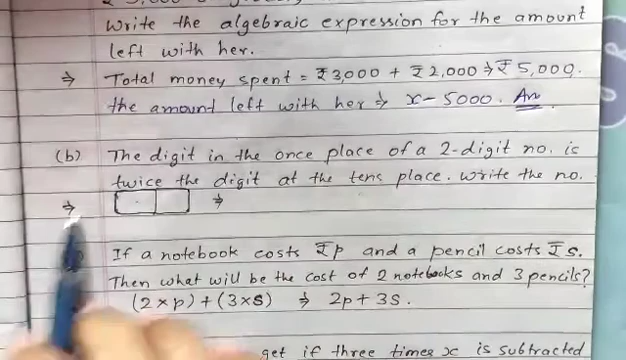 Write the algebraic expression for the amount
left with her.
⇒ Total money spent = ₹3,000 + ₹2,000 ⇒ ₹5,000.
the amount left with her ⇒ x - 5000. An
(b) The digit in the once place of a 2-digit no. is
twice the digit at the tens place. write the no.
⇒ ⇒
If a notebook costs ₹p and a pencil costs ₹s.
Then what will be the cost of 2 notebooks and 3 pencils?
(2×p)+(3×s) ⇒ 2p+3s.
get if three times x is subtracted